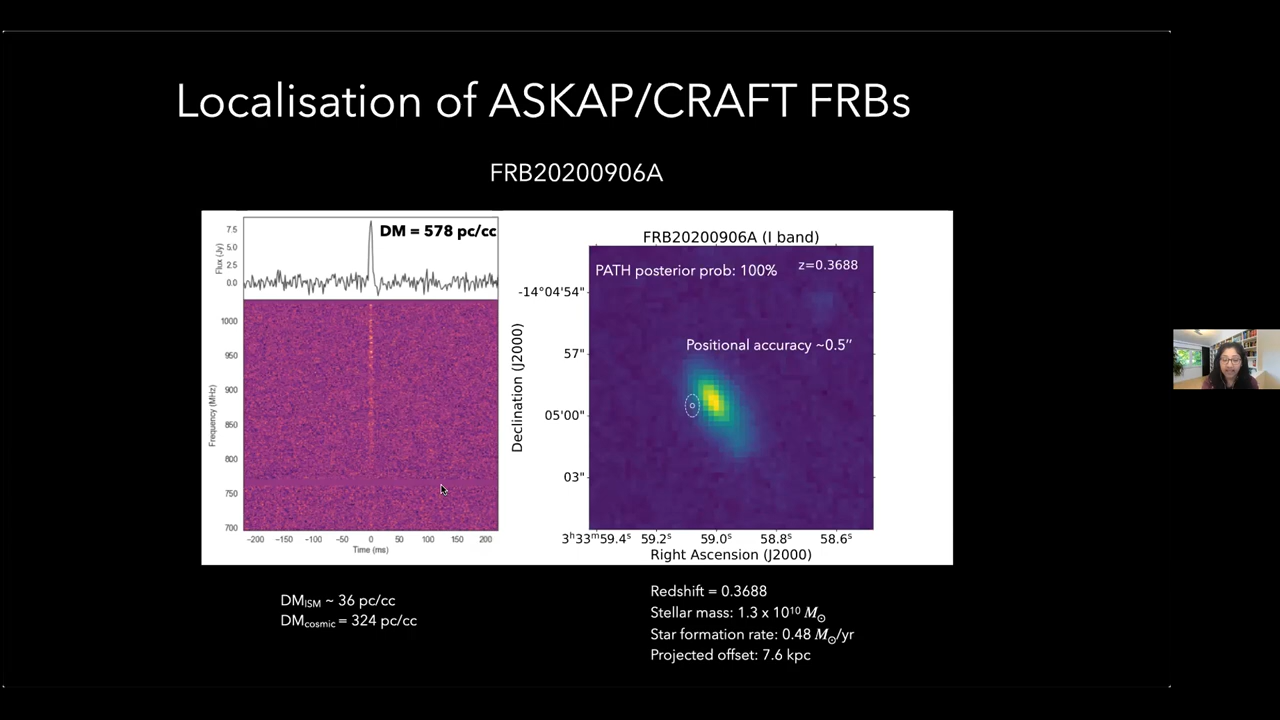 Localisation of ASKAP/CRAFT FRBs
FRB20200906A
DM = 578 pc/cc
Flux (Jy)
7.5
5.0
2.5
0.0
Frequency (MHz)
1000
950
900
850
800
750
700
−200 −150 −100 −50 0 50 100 150 200
Time (ms)
FRB20200906A (I band)
PATH posterior prob: 100%
z=0.3688
Positional accuracy ~0.5″
Declination (J2000)
-14°04'54"
57"
05'00"
03"
3ʰ33ᵐ59.4ˢ 59.2ˢ 59.0ˢ 58.8ˢ 58.6ˢ
Right Ascension (J2000)
DMISM ~ 36 pc/cc
DMcosmic = 324 pc/cc
Redshift = 0.3688
Stellar mass: 1.3 x 10¹⁰ M⊙
Star formation rate: 0.48 M⊙/yr
Projected offset: 7.6 kpc